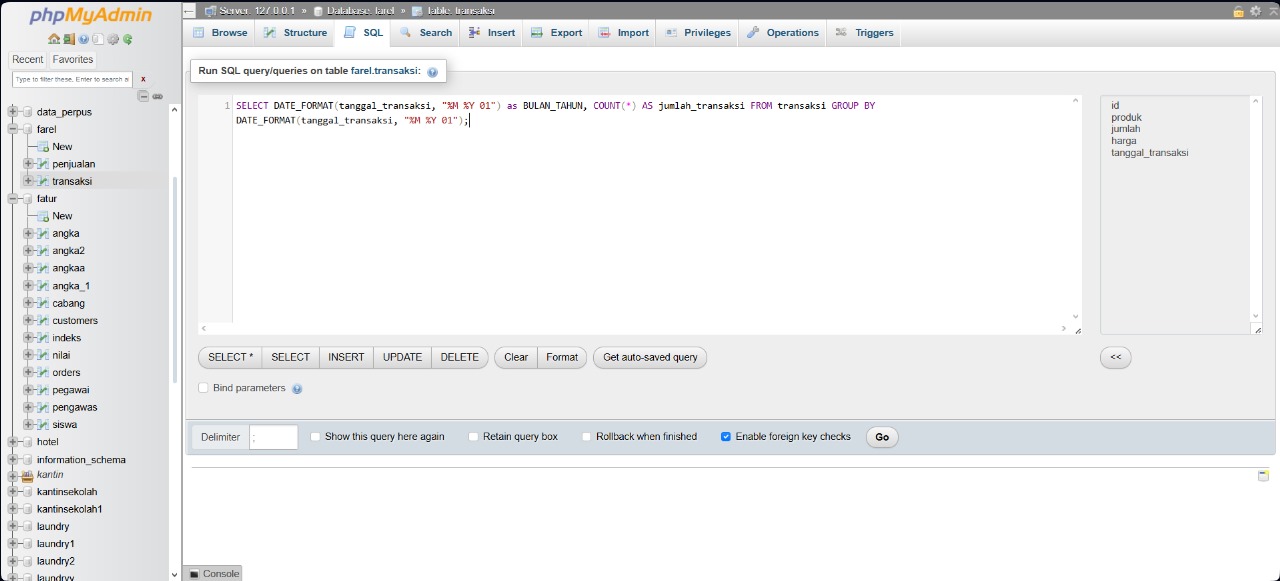 phpMyAdmin
Server: 127.0.0.1 » Database: farel » Table: transaksi
Browse Structure SQL Search Insert Export Import Privileges Operations Triggers
Recent Favorites
Type to filter these, Enter to search al x
Run SQL query/queries on table farel.transaksi:
1 SELECT DATE_FORMAT(tanggal_transaksi, "%M %Y 01") as BULAN_TAHUN, COUNT(*) AS jumlah_transaksi FROM transaksi GROUP BY
DATE_FORMAT(tanggal_transaksi, "%M %Y 01");
id
produk
jumlah
harga
tanggal_transaksi
data_perpus
farel
New
penjualan
transaksi
fatur
New
angka
angka2
angkaa
angka_1
cabang
customers
indeks
nilai
orders
pegawai
pengawas
siswa
hotel
information_schema
kantin
kantinsekolah
kantinsekolah1
laundry
laundry1
laundry2
laundryy
SELECT * SELECT INSERT UPDATE DELETE Clear Format Get auto-saved query <<
Bind parameters
Delimiter ; Show this query here again Retain query box Rollback when finished Enable foreign key checks Go
Console